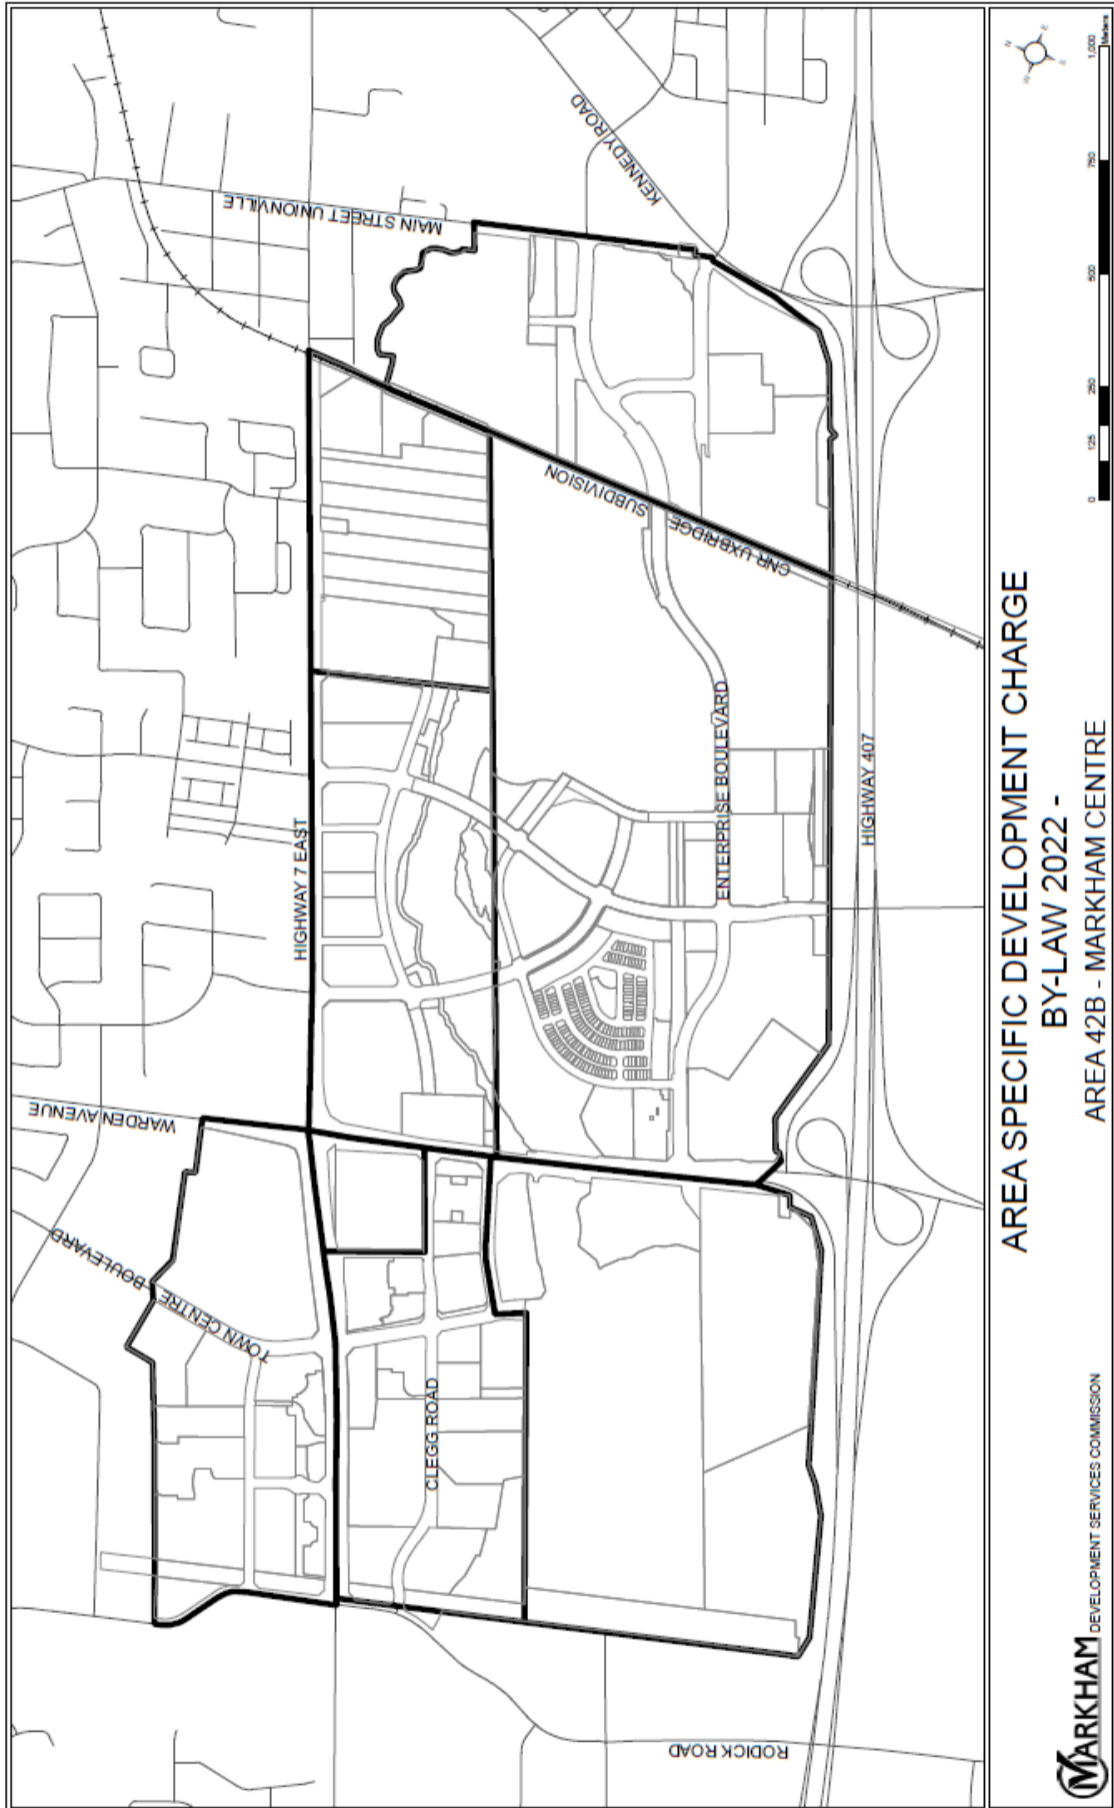 MAIN STREET UNIONVILLE
KENNEDY ROAD
CNR UXBRIDGE
SUBDIVISION
HIGHWAY 7 EAST
ENTERPRISE BOULEVARD
HIGHWAY 407
WARDEN AVENUE
TOWN CENTRE BOULEVARD
CLEGG ROAD
RODICK ROAD
AREA SPECIFIC DEVELOPMENT CHARGE
BY-LAW 2022 -
AREA 42B - MARKHAM CENTRE
MARKHAM DEVELOPMENT SERVICES COMMISSION
N
E
S
W
0 125 250 500 750 1,000
Meters